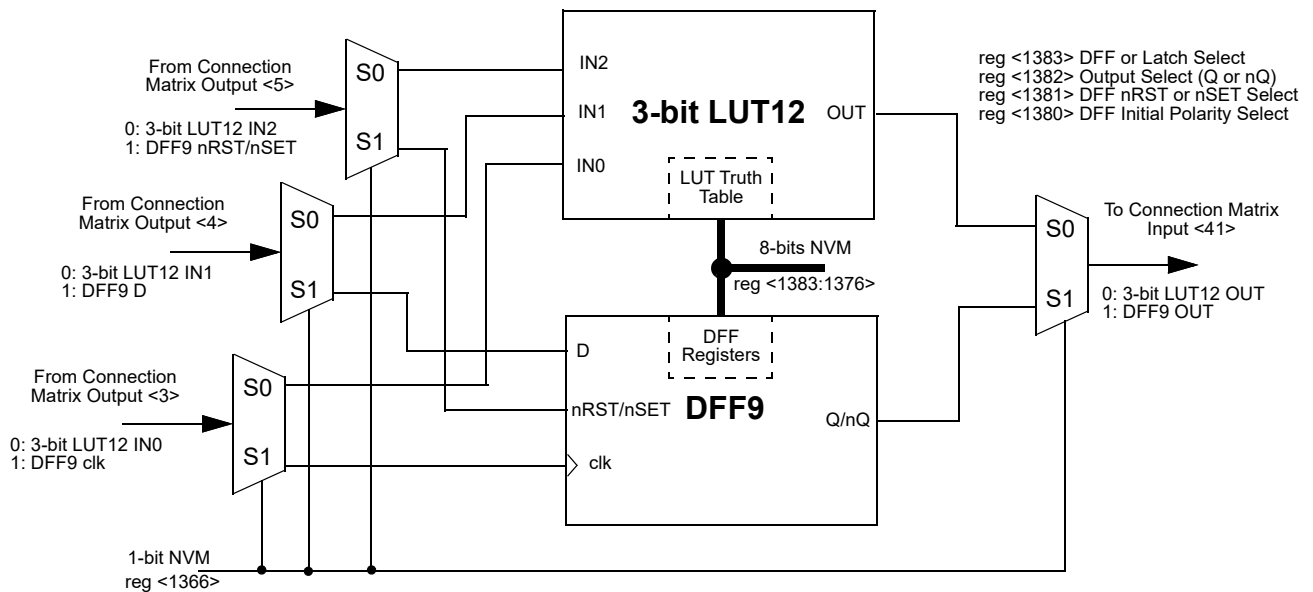 From Connection
Matrix Output <5>
0: 3-bit LUT12 IN2
1: DFF9 nRST/nSET
S0
S1
From Connection
Matrix Output <4>
0: 3-bit LUT12 IN1
1: DFF9 D
S0
S1
From Connection
Matrix Output <3>
0: 3-bit LUT12 IN0
1: DFF9 clk
S0
S1
1-bit NVM
reg <1366>
IN2
IN1
IN0
3-bit LUT12
OUT
LUT Truth
Table
8-bits NVM
reg <1383:1376>
DFF
Registers
D
nRST/nSET
DFF9
clk
Q/nQ
reg <1383> DFF or Latch Select
reg <1382> Output Select (Q or nQ)
reg <1381> DFF nRST or nSET Select
reg <1380> DFF Initial Polarity Select
S0
S1
To Connection Matrix
Input <41>
0: 3-bit LUT12 OUT
1: DFF9 OUT